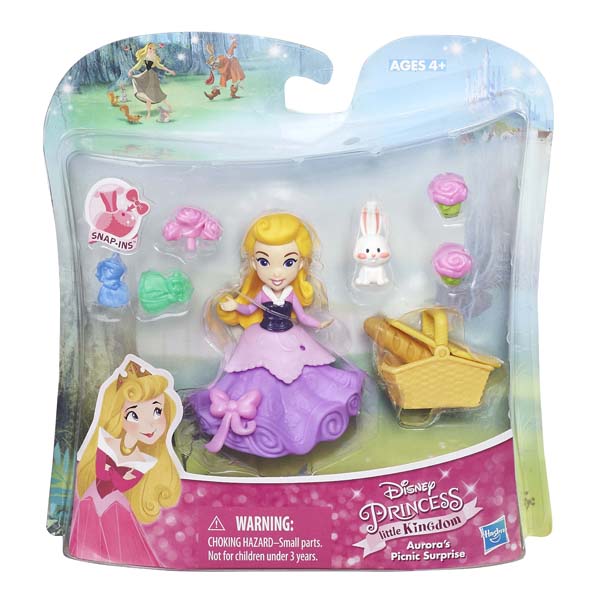 AGES 4+
SNAP-INS™
Disney
PRINCESS
little Kingdom
Aurora's
Picnic Surprise
Hasbro
WARNING:
CHOKING HAZARD–Small parts.
Not for children under 3 years.